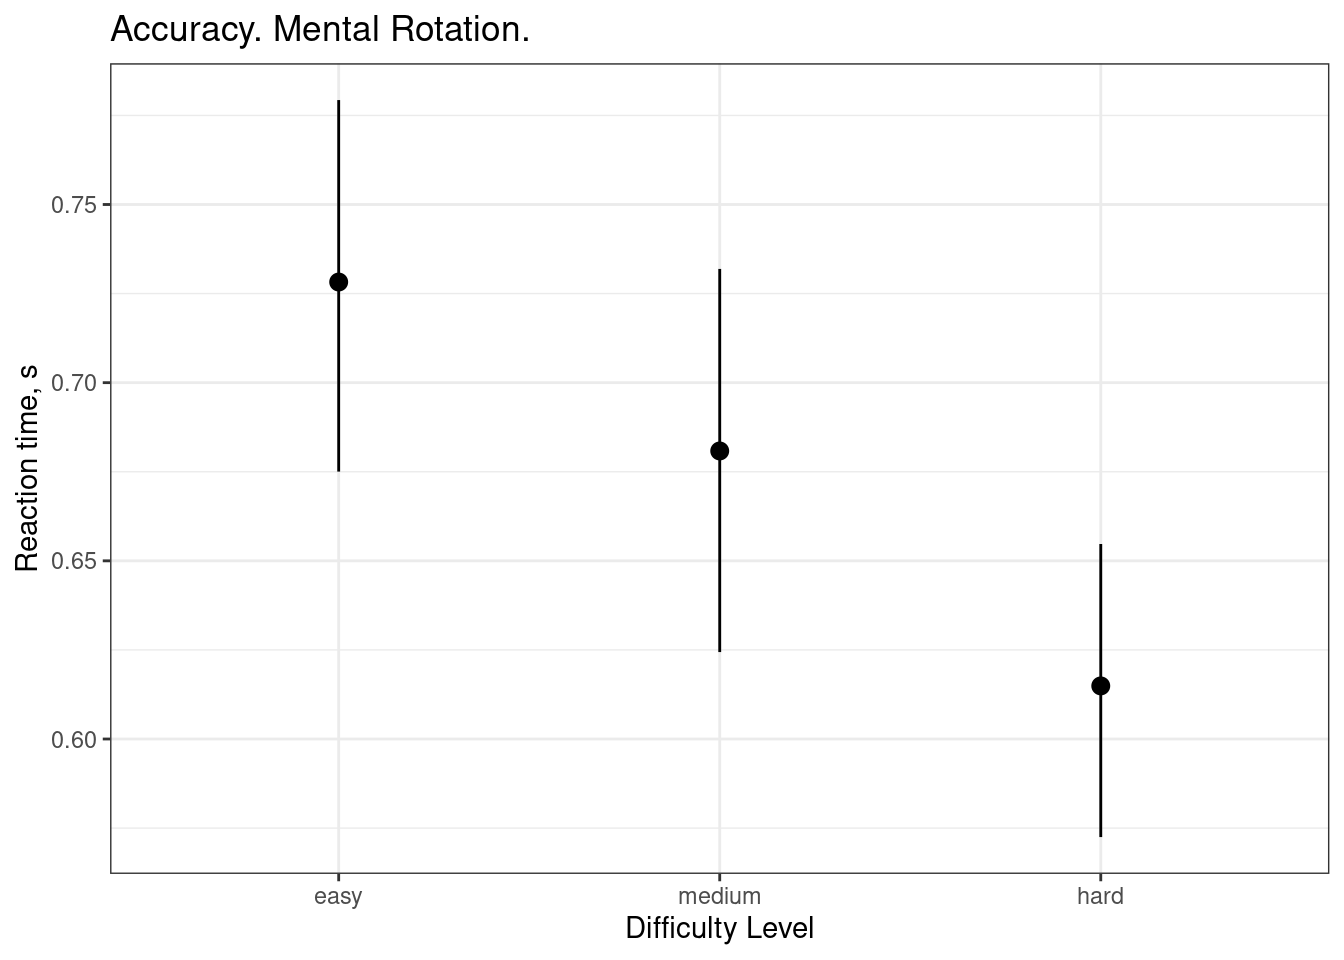 Accuracy. Mental Rotation.
Reaction time, s
0.75
0.70
0.65
0.60
easy medium hard
Difficulty Level